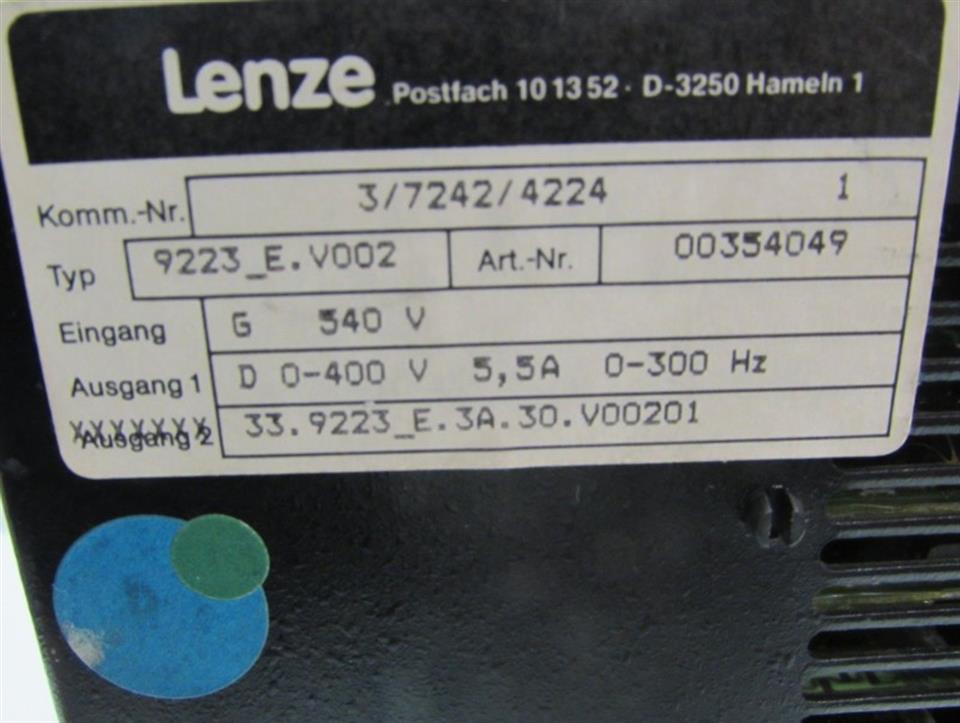 Lenze Postfach 10 13 52 · D-3250 Hameln 1
Komm.-Nr. 3/7242/4224 1
Typ 9223_E.V002 Art.-Nr. 00354049
Eingang G 540 V
Ausgang 1 D 0-400 V 5,5A 0-300 Hz
Ausgang 2 33.9223_E.3A.30.V00201